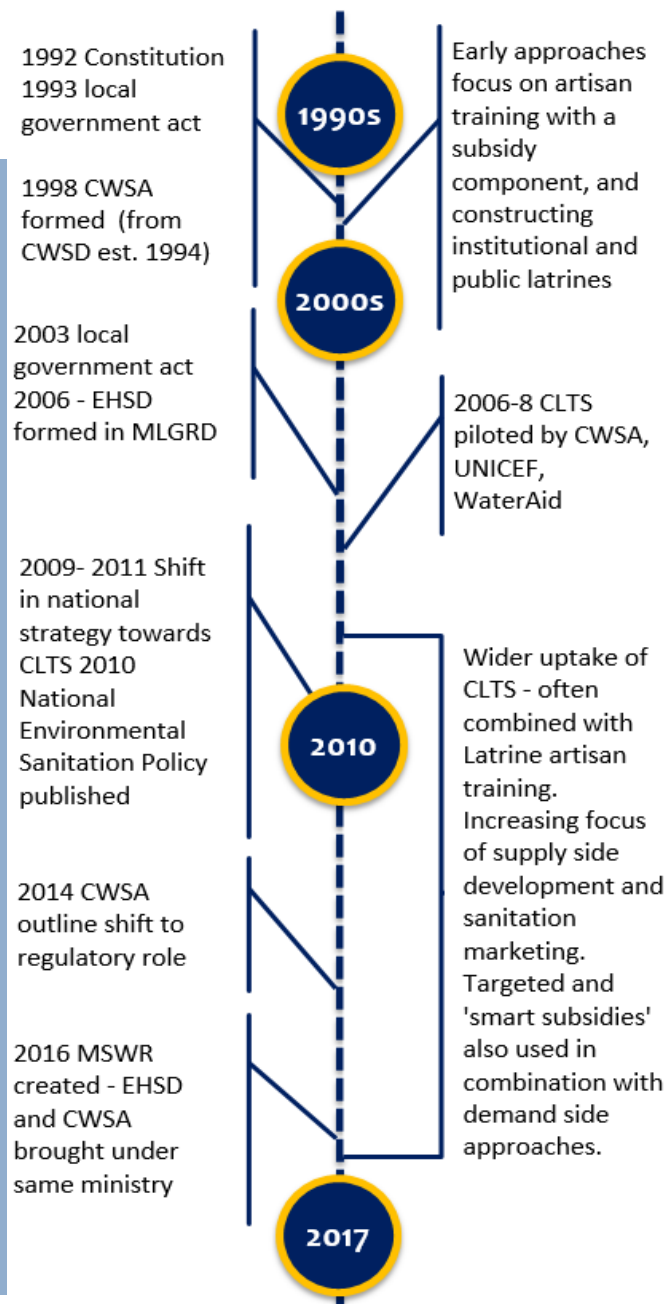 1992 Constitution
1993 local
government act
1998 CWSA
formed (from
CWSD est. 1994)
1990s
Early approaches
focus on artisan
training with a
subsidy
component, and
constructing
institutional and
public latrines
2000s
2003 local
government act
2006 - EHSD
formed in MLGRD
2006-8 CLTS
piloted by CWSA,
UNICEF,
WaterAid
2009- 2011 Shift
in national
strategy towards
CLTS 2010
National
Environmental
Sanitation Policy
published
2010
Wider uptake of
CLTS - often
combined with
Latrine artisan
training.
Increasing focus
of supply side
development and
sanitation
marketing.
Targeted and
'smart subsidies'
also used in
combination with
demand side
approaches.
2014 CWSA
outline shift to
regulatory role
2016 MSWR
created - EHSD
and CWSA
brought under
same ministry
2017